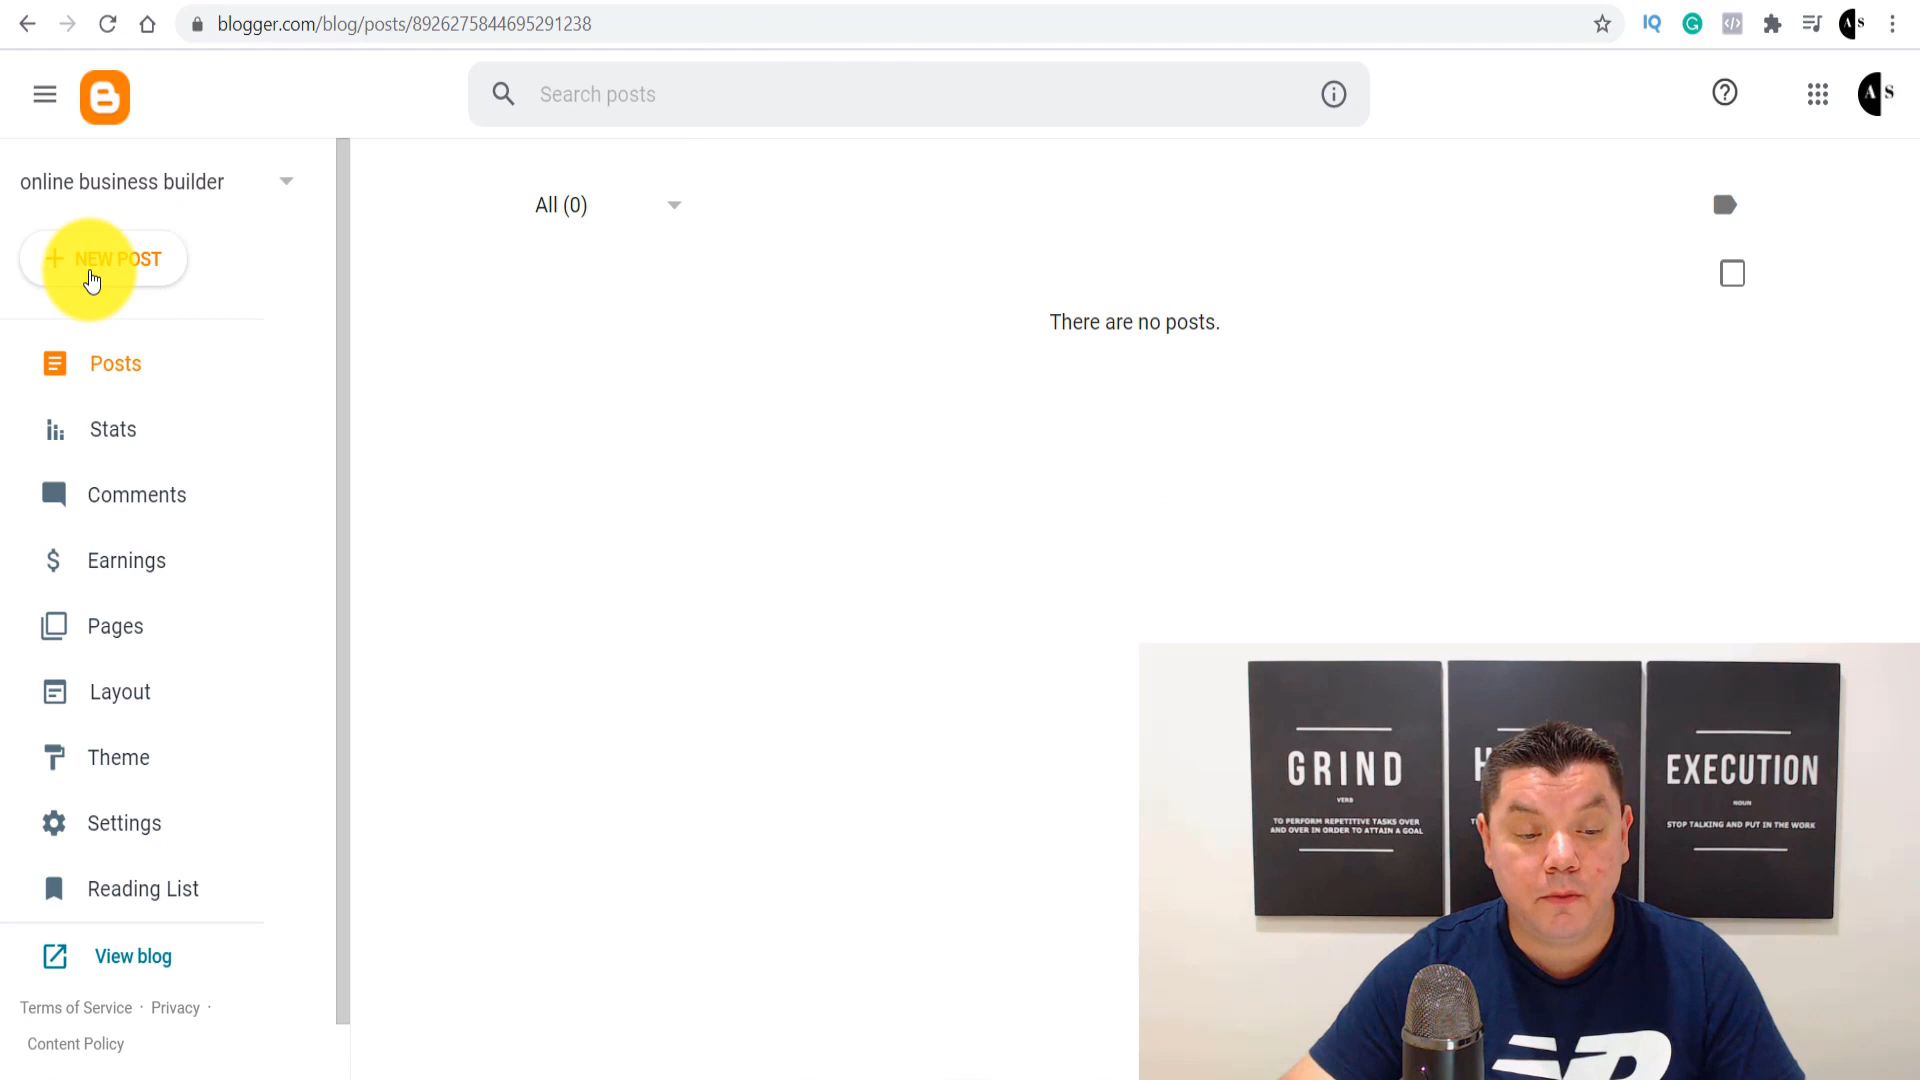 blogger.com/blog/posts/8926275844695291238
IQ
A S
Search posts
A S
online business builder
All (0)
+ NEW POST
There are no posts.
Posts
Stats
Comments
Earnings
Pages
Layout
Theme
Settings
Reading List
View blog
Terms of Service · Privacy ·
Content Policy
GRIND
VERB
TO PERFORM REPETITIVE TASKS OVER
AND OVER IN ORDER TO ATTAIN A GOAL
EXECUTION
NOUN
STOP TALKING AND PUT IN THE WORK